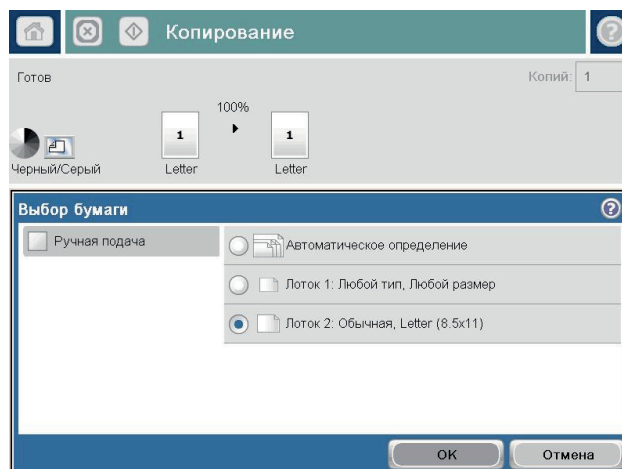 Копирование
Готов
Копий: 1
100%
1 1
Черный/Серый Letter Letter
Выбор бумаги
Ручная подача
Автоматическое определение
Лоток 1: Любой тип, Любой размер
Лоток 2: Обычная, Letter (8.5x11)
OK Отмена